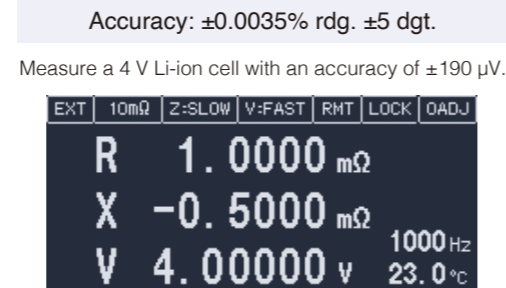 Accuracy: ±0.0035% rdg. ±5 dgt.
Measure a 4 V Li-ion cell with an accuracy of ±190 µV.
EXT 10mΩ Z:SLOW V:FAST RMT LOCK 0ADJ
R 1.0000 mΩ
X -0.5000 mΩ
1000 Hz
V 4.00000 V 23.0 °C